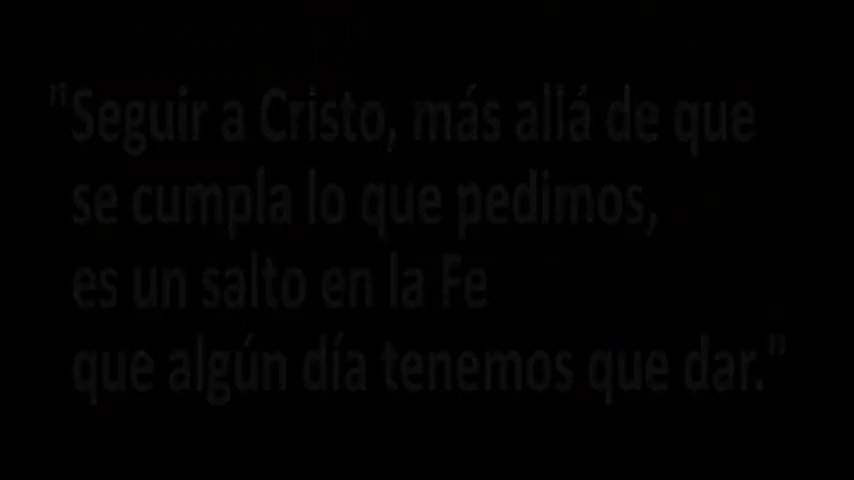 "Seguir a Cristo, más allá de que
se cumpla lo que pedimos,
es un salto en la Fe
que algún día tenemos que dar."